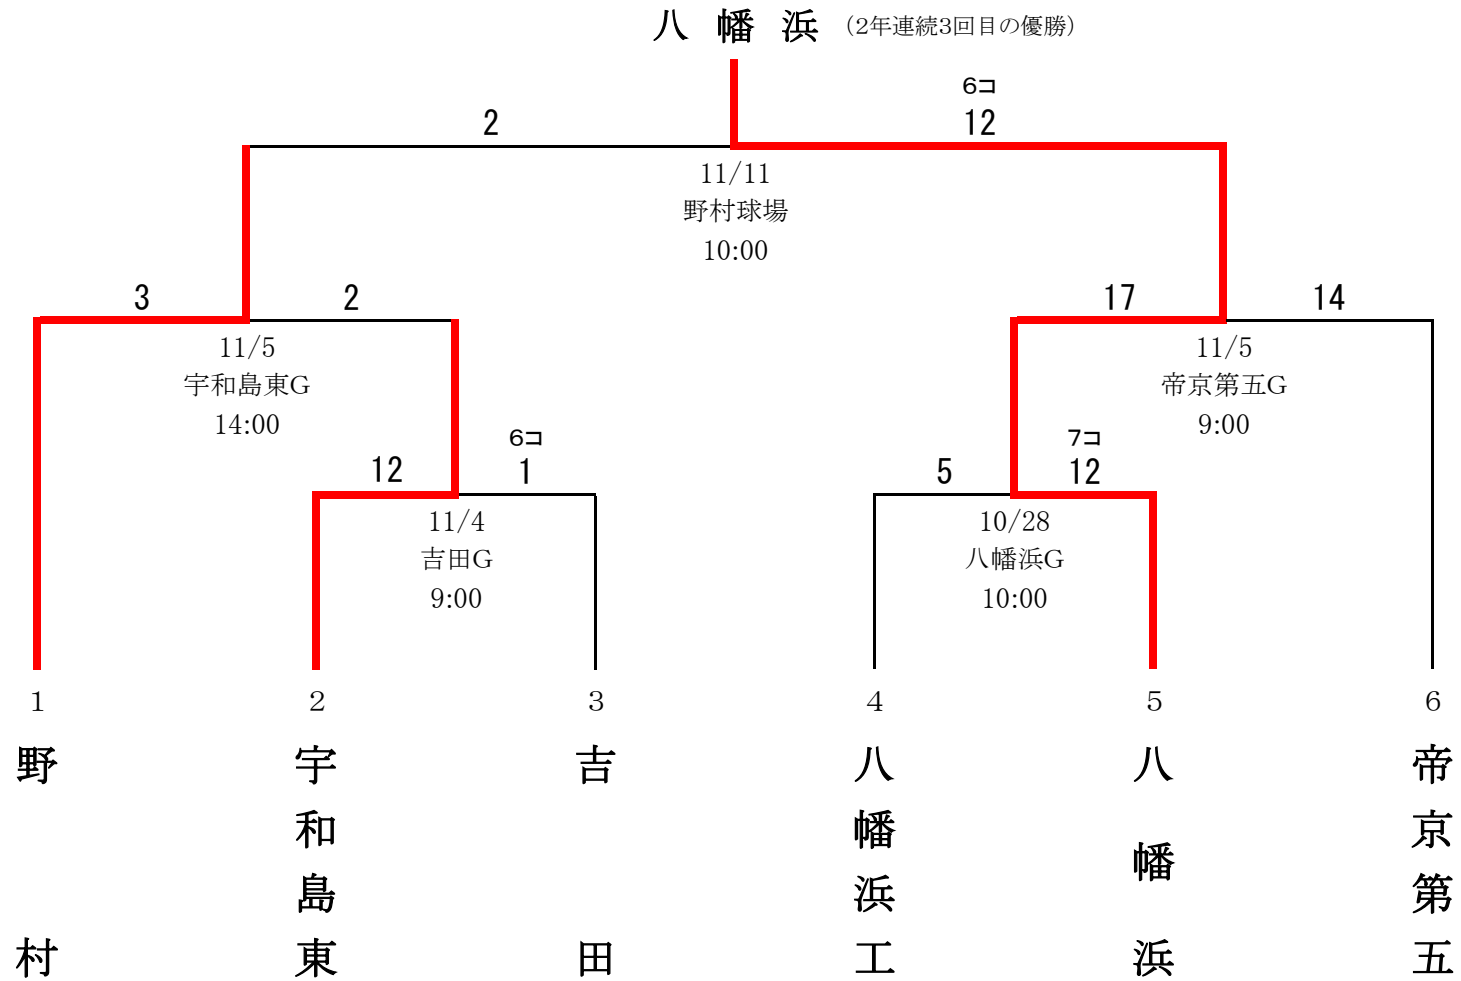 八幡浜 (2年連続3回目の優勝)
6コ
2 12
11/11
野村球場
10:00
3 2 17 14
11/5 11/5
宇和島東G 帝京第五G
14:00 9:00
6コ 7コ
12 1 5 12
11/4 10/28
吉田G 八幡浜G
9:00 10:00
1 2 3 4 5 6
野村 宇和島東 吉田 八幡浜工 八幡浜 帝京第五